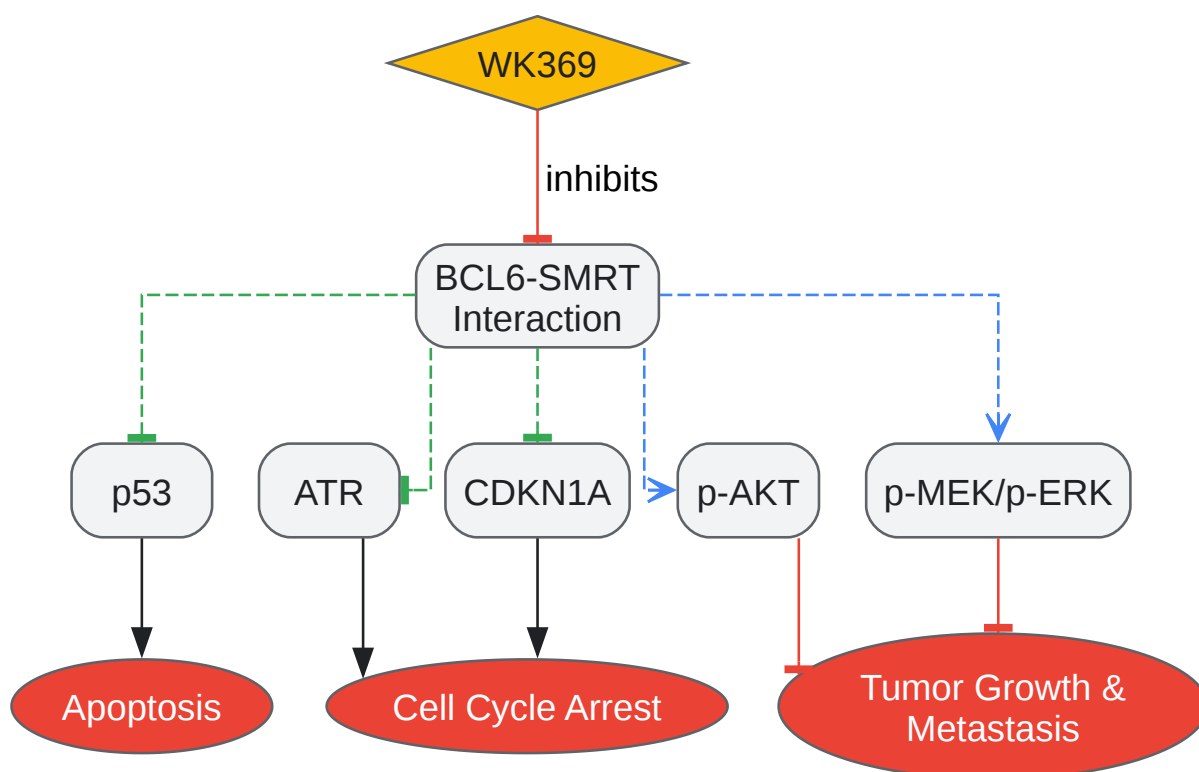 WK369
inhibits
BCL6-SMRT
Interaction
p53
ATR
CDKN1A
p-AKT
p-MEK/p-ERK
Apoptosis
Cell Cycle Arrest
Tumor Growth &
Metastasis